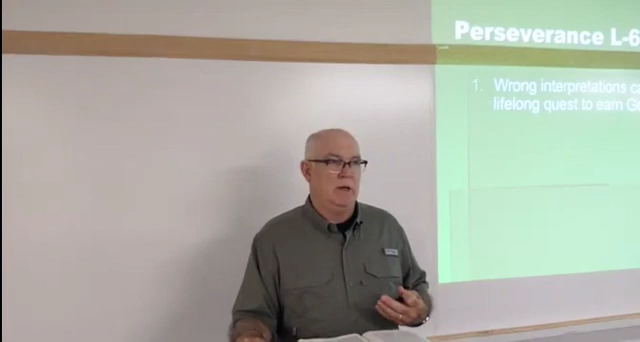 Perseverance L-6
1. Wrong interpretations ca
lifelong quest to earn G